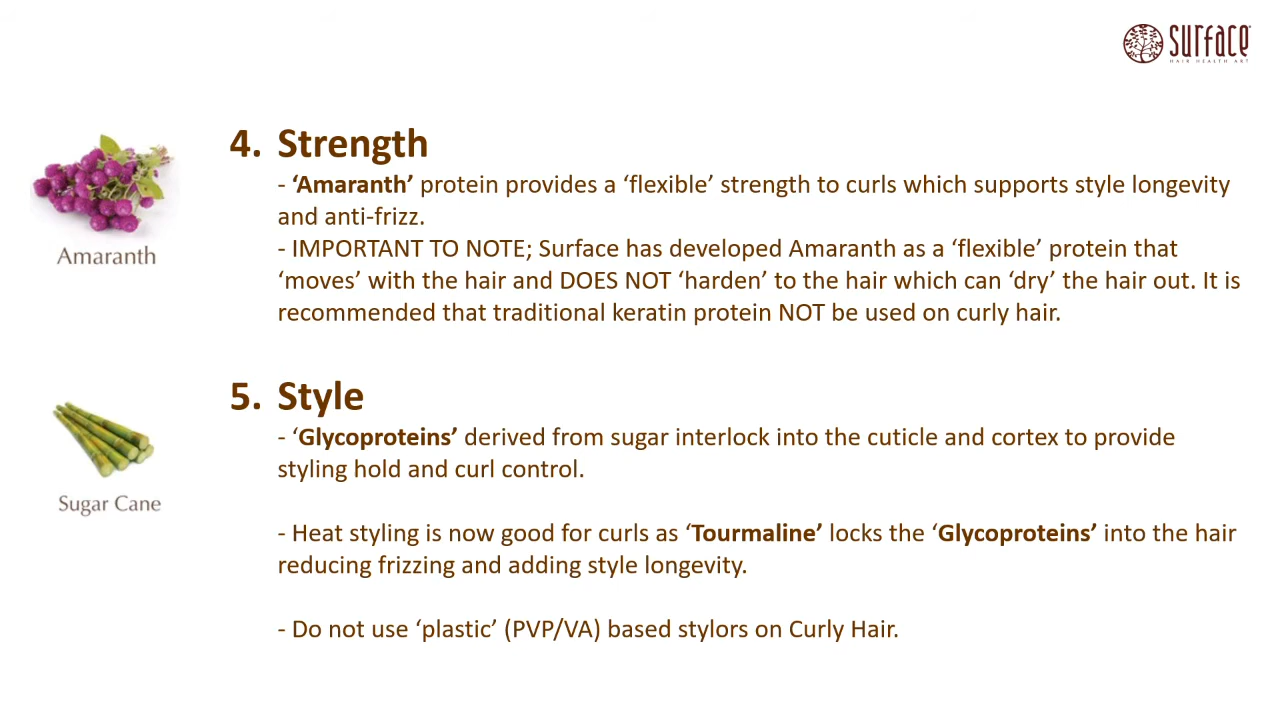 SURFACE
HAIR HEALTH ART
4. Strength
- ‘Amaranth’ protein provides a ‘flexible’ strength to curls which supports style longevity
and anti-frizz.
- IMPORTANT TO NOTE; Surface has developed Amaranth as a ‘flexible’ protein that
‘moves’ with the hair and DOES NOT ‘harden’ to the hair which can ‘dry’ the hair out. It is
recommended that traditional keratin protein NOT be used on curly hair.
Amaranth
5. Style
- ‘Glycoproteins’ derived from sugar interlock into the cuticle and cortex to provide
styling hold and curl control.
Sugar Cane
- Heat styling is now good for curls as ‘Tourmaline’ locks the ‘Glycoproteins’ into the hair
reducing frizzing and adding style longevity.
- Do not use ‘plastic’ (PVP/VA) based stylors on Curly Hair.